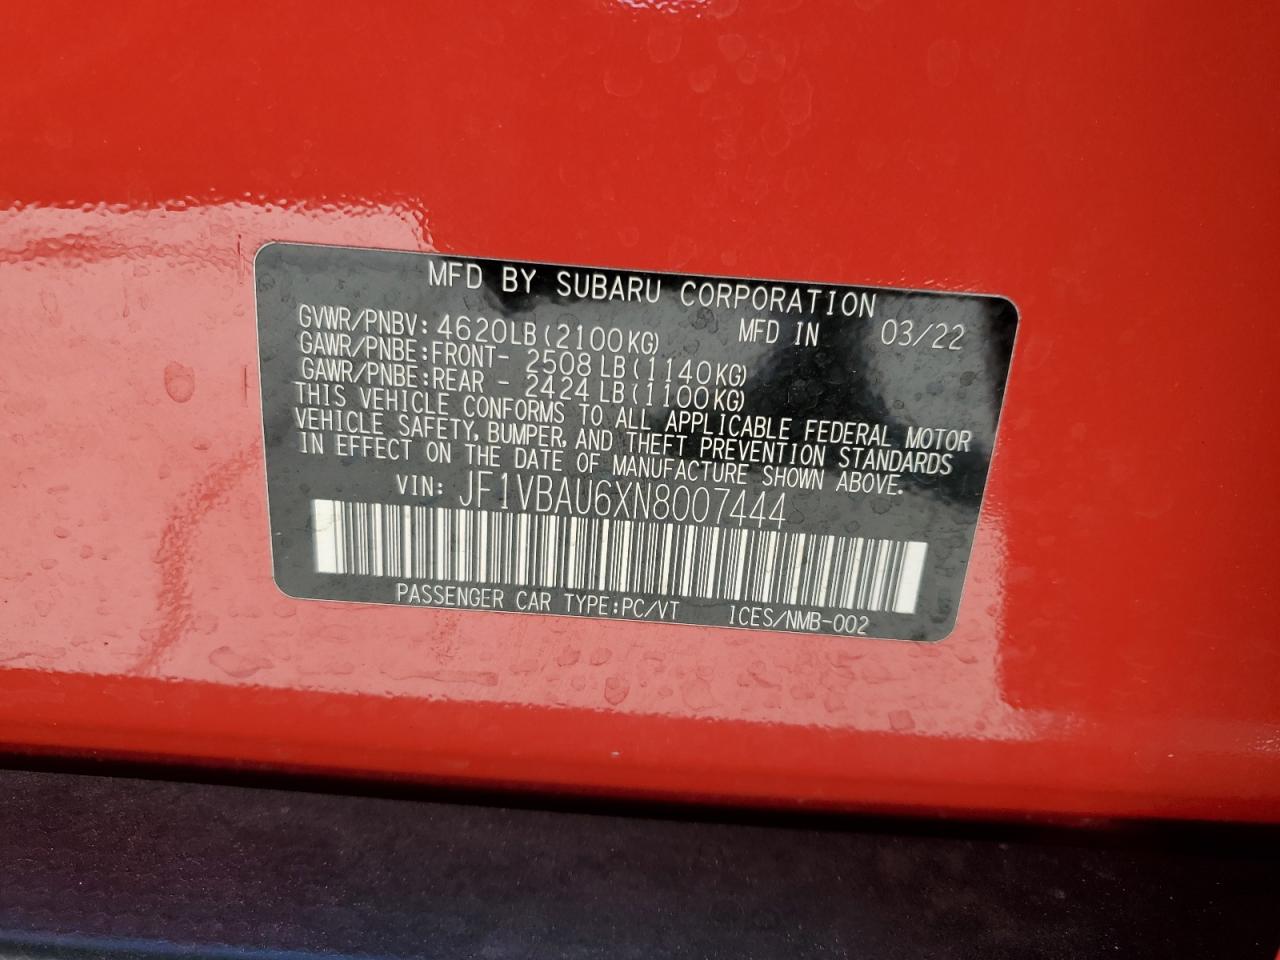 MFD BY SUBARU CORPORATION
GVWR/PNBV: 4620LB(2100KG) MFD IN 03/22
GAWR/PNBE:FRONT- 2508 LB(1140KG)
GAWR/PNBE:REAR - 2424 LB(1100KG)
THIS VEHICLE CONFORMS TO ALL APPLICABLE FEDERAL MOTOR
VEHICLE SAFETY, BUMPER, AND THEFT PREVENTION STANDARDS
IN EFFECT ON THE DATE OF MANUFACTURE SHOWN ABOVE.
VIN: JF1VBAU6XN8007444
PASSENGER CAR TYPE:PC/VT ICES/NMB-002